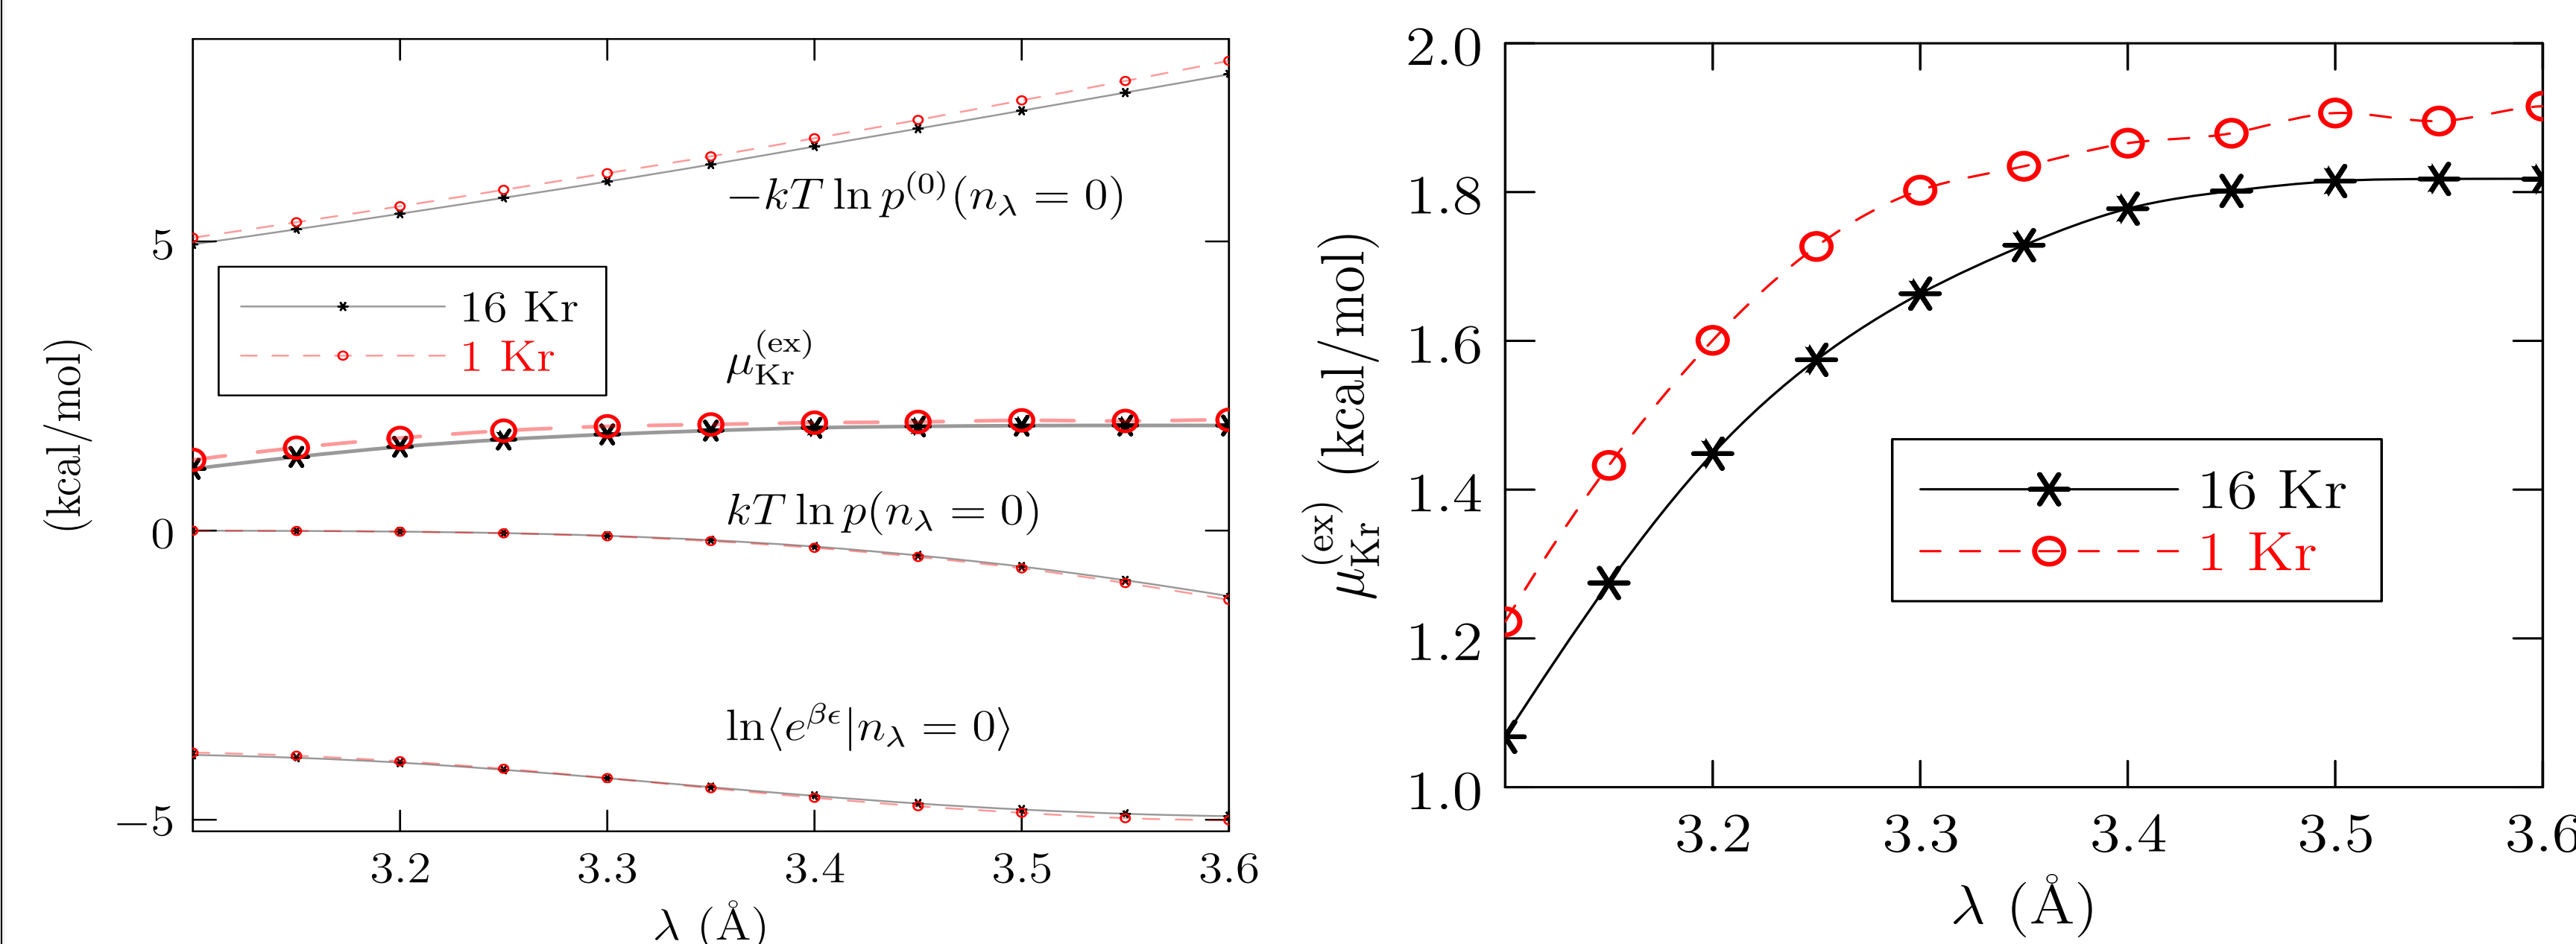 (kcal/mol)
5
0
−5
−kT ln p⁽⁰⁾(nλ = 0)
16 Kr
1 Kr
μ_Kr^(ex)
kT ln p(nλ = 0)
ln⟨e^βϵ|nλ = 0⟩
3.2 3.3 3.4 3.5 3.6
λ (Å)
μ_Kr^(ex) (kcal/mol)
2.0
1.8
1.6
1.4
1.2
1.0
16 Kr
1 Kr
3.2 3.3 3.4 3.5 3.6
λ (Å)